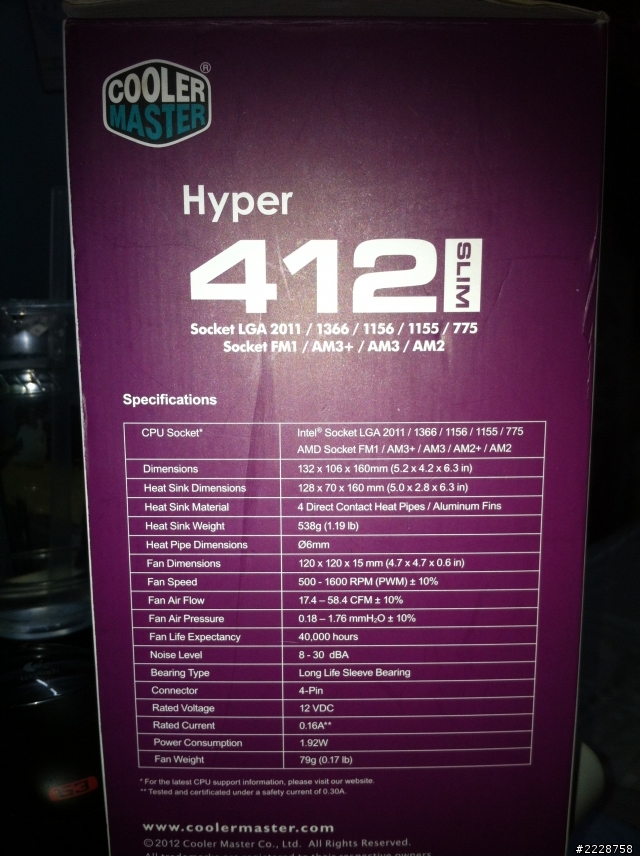 COOLER
MASTER
®
Hyper
412 SLIM
Socket LGA 2011 / 1366 / 1156 / 1155 / 775
Socket FM1 / AM3+ / AM3 / AM2
Specifications
CPU Socket* Intel® Socket LGA 2011 / 1366 / 1156 / 1155 / 775
AMD Socket FM1 / AM3+ / AM3 / AM2+ / AM2
Dimensions 132 x 106 x 160mm (5.2 x 4.2 x 6.3 in)
Heat Sink Dimensions 128 x 70 x 160 mm (5.0 x 2.8 x 6.3 in)
Heat Sink Material 4 Direct Contact Heat Pipes / Aluminum Fins
Heat Sink Weight 538g (1.19 lb)
Heat Pipe Dimensions Ø6mm
Fan Dimensions 120 x 120 x 15 mm (4.7 x 4.7 x 0.6 in)
Fan Speed 500 - 1600 RPM (PWM) ± 10%
Fan Air Flow 17.4 – 58.4 CFM ± 10%
Fan Air Pressure 0.18 – 1.76 mmH₂O ± 10%
Fan Life Expectancy 40,000 hours
Noise Level 8 - 30 dBA
Bearing Type Long Life Sleeve Bearing
Connector 4-Pin
Rated Voltage 12 VDC
Rated Current 0.16A**
Power Consumption 1.92W
Fan Weight 79g (0.17 lb)
* For the latest CPU support information, please visit our website.
** Tested and certificated under a safety current of 0.30A.
www.coolermaster.com
©2012 Cooler Master Co., Ltd. All Rights Reserved.
All trademarks are registered to their respective owners.
#2228758